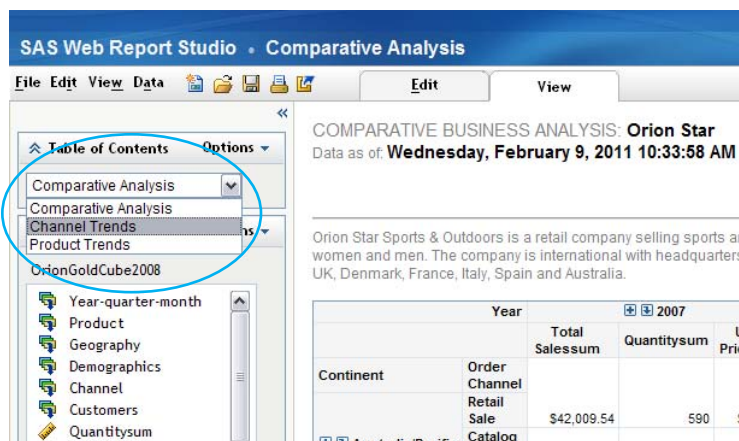 SAS Web Report Studio • Comparative Analysis
File Edit View Data
Edit View
Table of Contents Options
Comparative Analysis
Comparative Analysis
Channel Trends
Product Trends
OrionGoldCube2008
Year-quarter-month
Product
Geography
Demographics
Channel
Customers
Quantitysum
COMPARATIVE BUSINESS ANALYSIS: Orion Star
Data as of: Wednesday, February 9, 2011 10:33:58 AM
Orion Star Sports & Outdoors is a retail company selling sports
women and men. The company is international with headquarters
UK, Denmark, France, Italy, Spain and Australia.
Year 2007
Total Salessum Quantitysum
Continent Order Channel
Retail Sale $42,009.54 590
Catalog